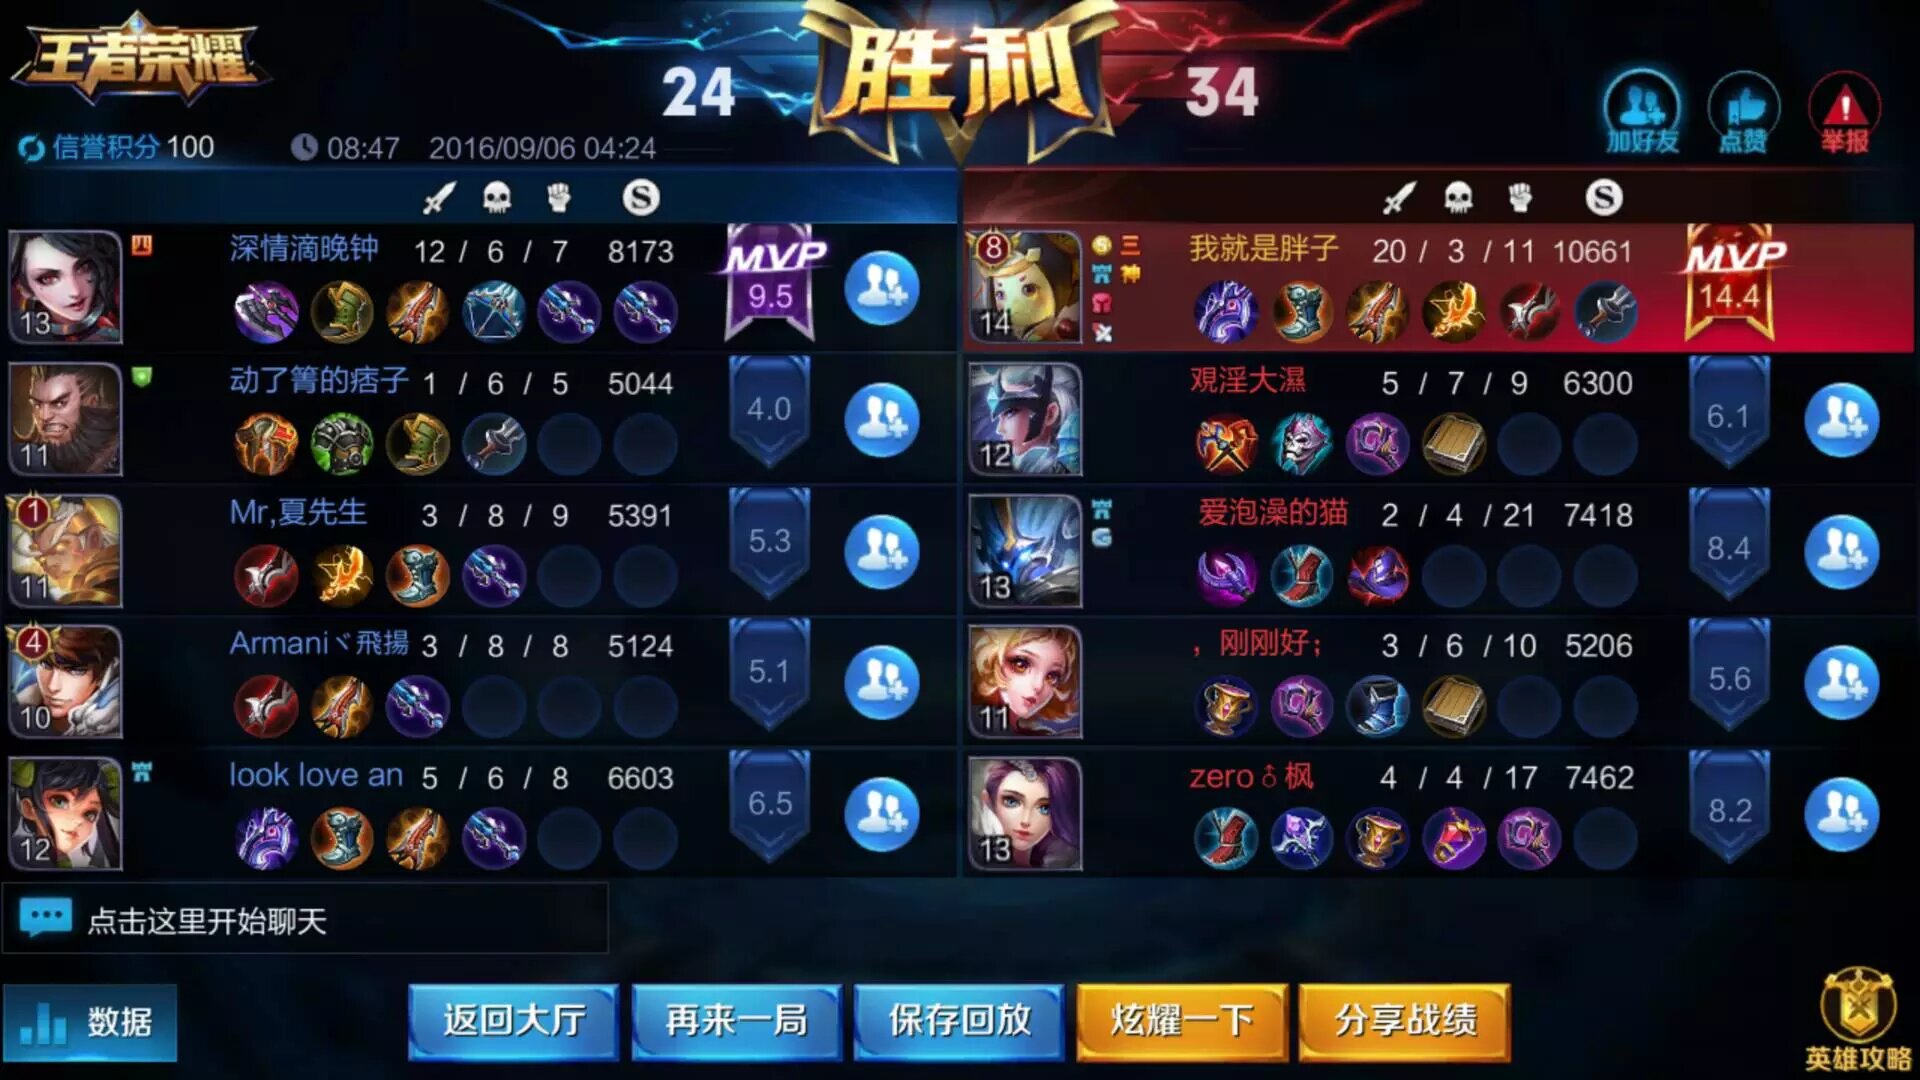 王者荣耀
24
胜利
34
加好友
点赞
举报
信誉积分 100
08:47
2016/09/06 04:24
S
S
深情滴晚钟 12 / 6 / 7 8173
MVP
9.5
13
四
动了箐的痞子 1 / 6 / 5 5044
4.0
11
1
Mr,夏先生 3 / 8 / 9 5391
5.3
11
4
Armaniヾ飛揚 3 / 8 / 8 5124
5.1
10
look love an 5 / 6 / 8 6603
6.5
12
8
三
神
我就是胖子 20 / 3 / 11 10661
MVP
14.4
14
觀淫大濕 5 / 7 / 9 6300
6.1
12
爱泡澡的猫 2 / 4 / 21 7418
8.4
13
，刚刚好； 3 / 6 / 10 5206
5.6
11
zero♂枫 4 / 4 / 17 7462
8.2
13
点击这里开始聊天
数据
返回大厅
再来一局
保存回放
炫耀一下
分享战绩
英雄攻略